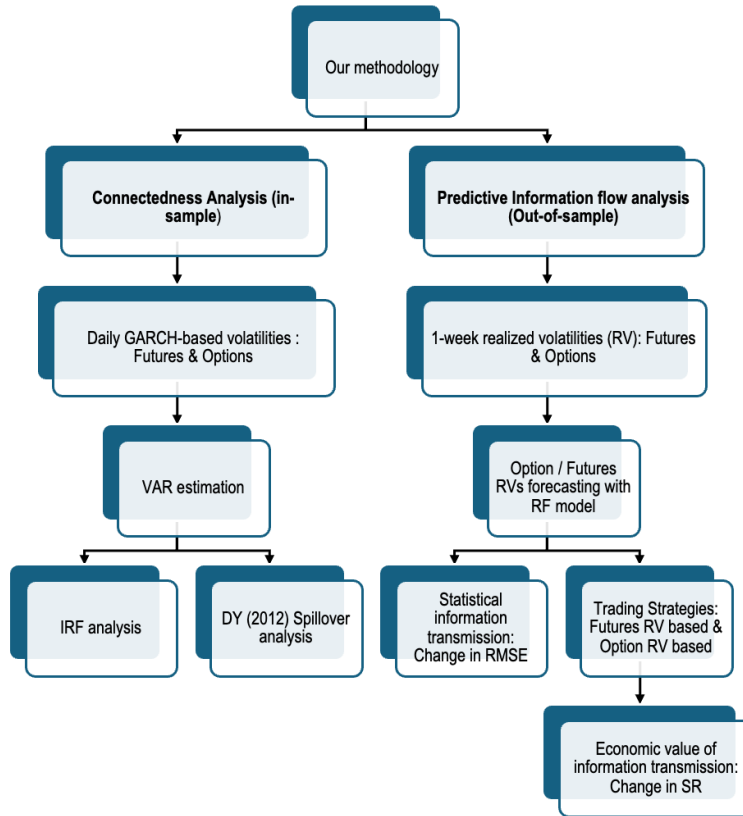 Our methodology
Connectedness Analysis (in-
sample)
Predictive Information flow analysis
(Out-of-sample)
Daily GARCH-based volatilities :
Futures & Options
1-week realized volatilities (RV): Futures
& Options
VAR estimation
Option / Futures
RVs forecasting with
RF model
IRF analysis
DY (2012) Spillover
analysis
Statistical
information
transmission:
Change in RMSE
Trading Strategies:
Futures RV based &
Option RV based
Economic value of
information transmission:
Change in SR